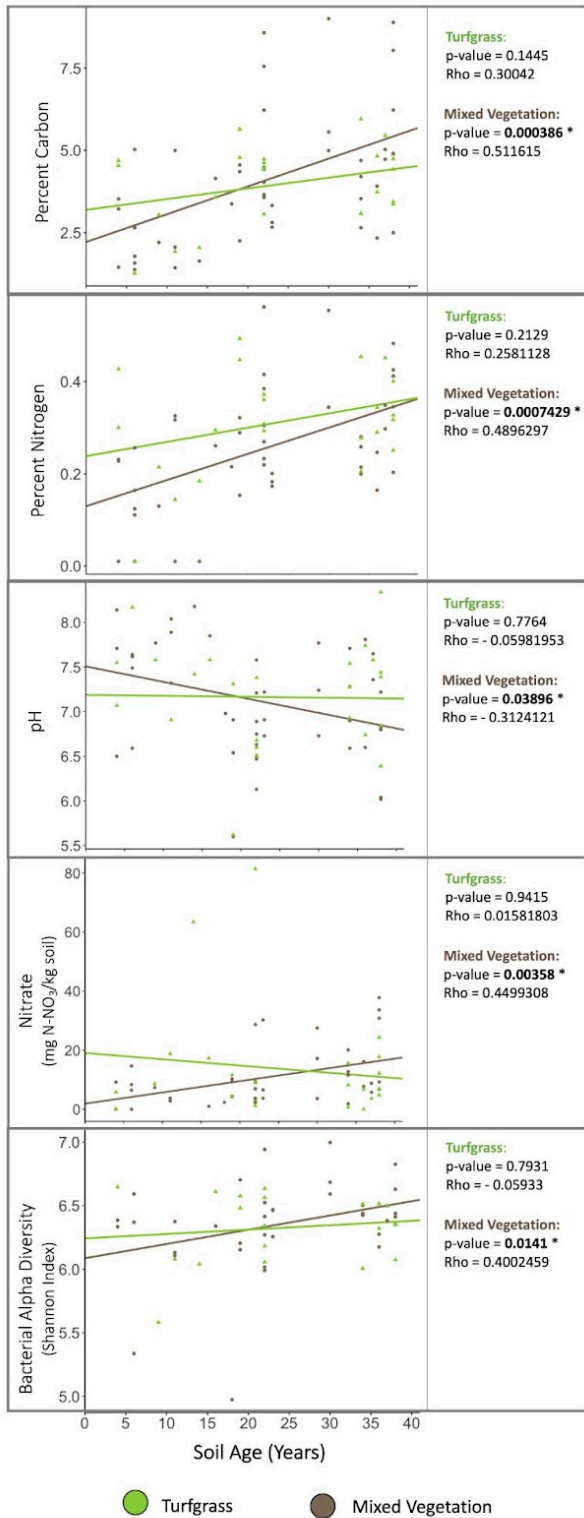 Percent Carbon
7.5
5.0
2.5
Turfgrass:
p-value = 0.1445
Rho = 0.30042
Mixed Vegetation:
p-value = 0.000386 *
Rho = 0.511615
Percent Nitrogen
0.4
0.2
0.0
Turfgrass:
p-value = 0.2129
Rho = 0.2581128
Mixed Vegetation:
p-value = 0.0007429 *
Rho = 0.4896297
pH
8.0
7.5
7.0
6.5
6.0
5.5
Turfgrass:
p-value = 0.7764
Rho = - 0.05981953
Mixed Vegetation:
p-value = 0.03896 *
Rho = - 0.3124121
Nitrate
(mg N-NO₃/kg soil)
80
60
40
20
0
Turfgrass:
p-value = 0.9415
Rho = 0.01581803
Mixed Vegetation:
p-value = 0.00358 *
Rho = 0.4499308
Bacterial Alpha Diversity
(Shannon Index)
7.0
6.5
6.0
5.5
5.0
Turfgrass:
p-value = 0.7931
Rho = - 0.05933
Mixed Vegetation:
p-value = 0.0141 *
Rho = 0.4002459
0 5 10 15 20 25 30 35 40
Soil Age (Years)
Turfgrass Mixed Vegetation